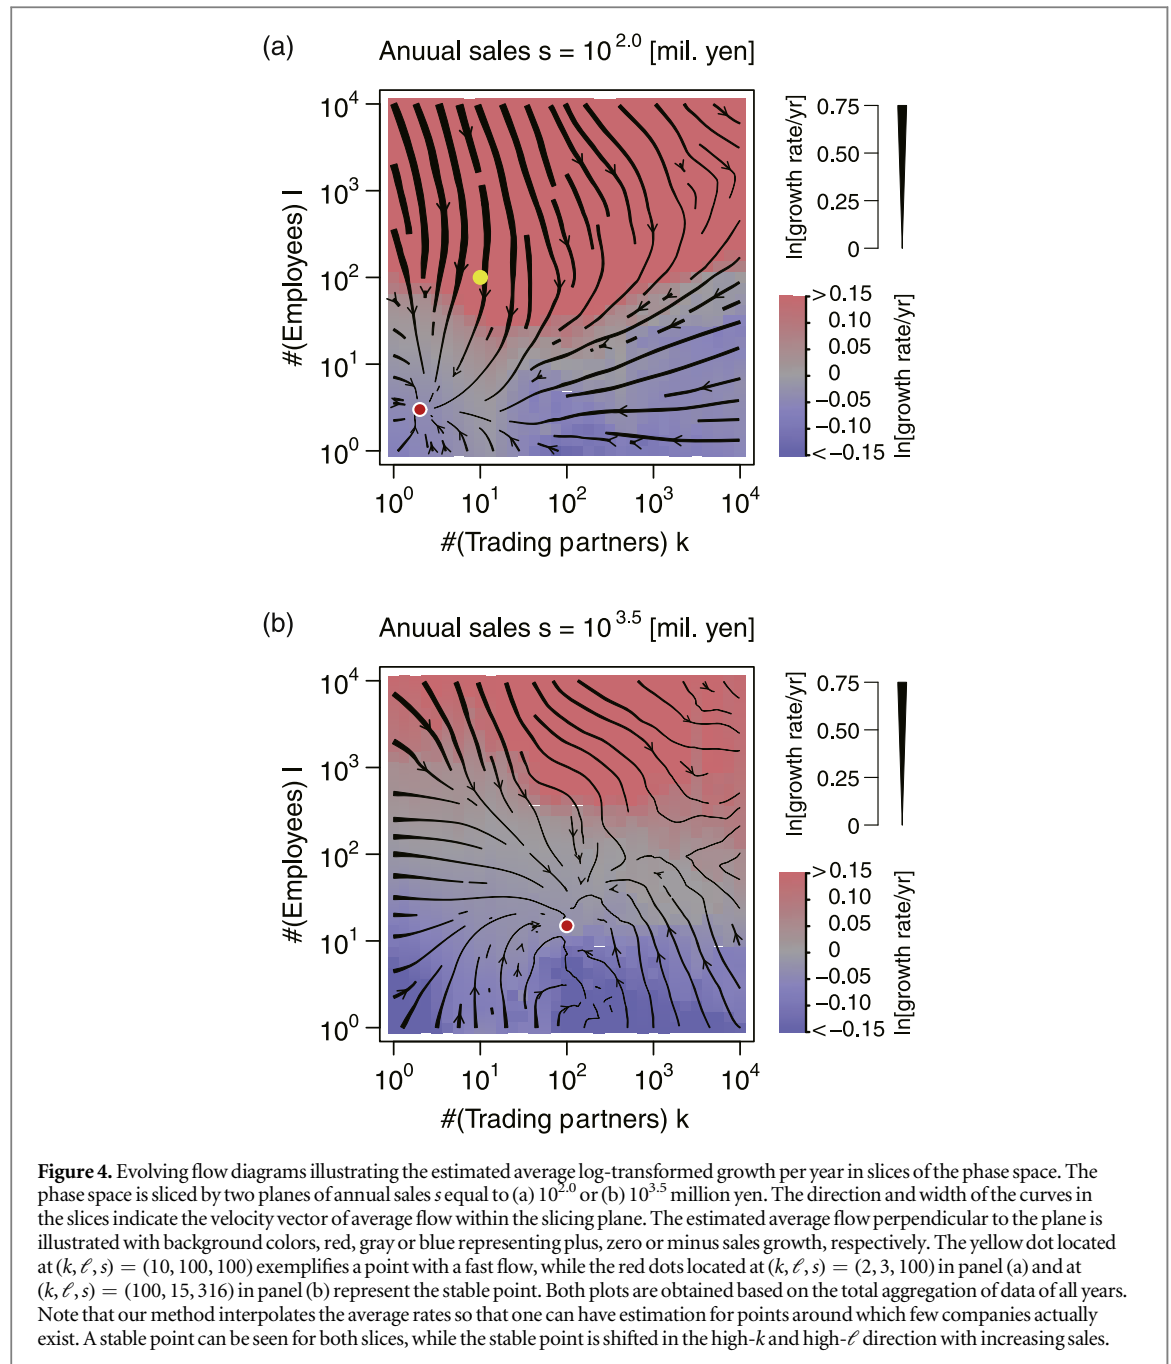 (a)
Anuual sales s = 10^2.0 [mil. yen]
10^4
10^3
10^2
10^1
10^0
#(Employees) l
10^0 10^1 10^2 10^3 10^4
#(Trading partners) k
0.75
0.50
0.25
0
ln[growth rate/yr]
>0.15
0.10
0.05
0
−0.05
−0.10
<−0.15
ln[growth rate/yr]
(b)
Anuual sales s = 10^3.5 [mil. yen]
10^4
10^3
10^2
10^1
10^0
#(Employees) l
10^0 10^1 10^2 10^3 10^4
#(Trading partners) k
0.75
0.50
0.25
0
ln[growth rate/yr]
>0.15
0.10
0.05
0
−0.05
−0.10
<−0.15
ln[growth rate/yr]
Figure 4. Evolving flow diagrams illustrating the estimated average log-transformed growth per year in slices of the phase space. The
phase space is sliced by two planes of annual sales s equal to (a) 10^2.0 or (b) 10^3.5 million yen. The direction and width of the curves in
the slices indicate the velocity vector of average flow within the slicing plane. The estimated average flow perpendicular to the plane is
illustrated with background colors, red, gray or blue representing plus, zero or minus sales growth, respectively. The yellow dot located
at (k, ℓ, s) = (10, 100, 100) exemplifies a point with a fast flow, while the red dots located at (k, ℓ, s) = (2, 3, 100) in panel (a) and at
(k, ℓ, s) = (100, 15, 316) in panel (b) represent the stable point. Both plots are obtained based on the total aggregation of data of all years.
Note that our method interpolates the average rates so that one can have estimation for points around which few companies actually
exist. A stable point can be seen for both slices, while the stable point is shifted in the high-k and high-ℓ direction with increasing sales.